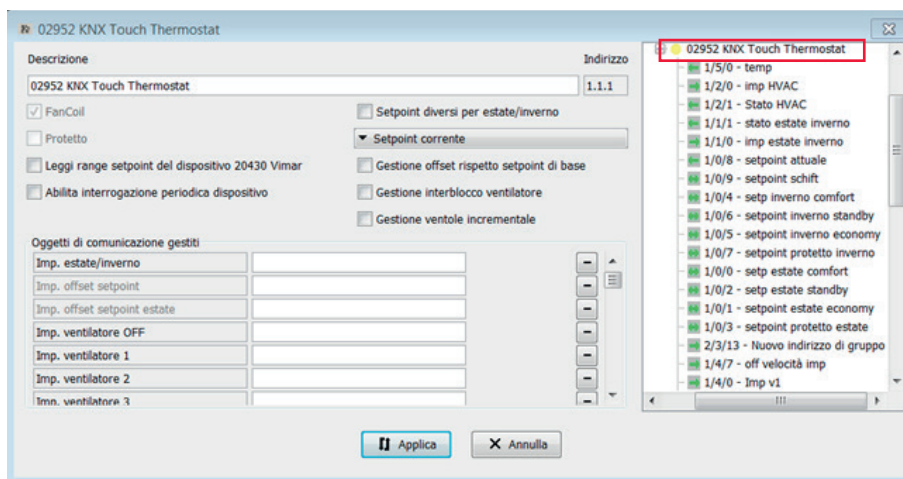 02952 KNX Touch Thermostat
Descrizione
Indirizzo
02952 KNX Touch Thermostat
1.1.1
FanCoil
Setpoint diversi per estate/inverno
Protetto
Setpoint corrente
Leggi range setpoint del dispositivo 20430 Vimar
Gestione offset rispetto setpoint di base
Abilita interrogazione periodica dispositivo
Gestione interblocco ventilatore
Gestione ventole incrementale
Oggetti di comunicazione gestiti
Imp. estate/inverno
Imp. offset setpoint
Imp. offset setpoint estate
Imp. ventilatore OFF
Imp. ventilatore 1
Imp. ventilatore 2
Imp. ventilatore 3
02952 KNX Touch Thermostat
1/5/0 - temp
1/2/0 - imp HVAC
1/2/1 - Stato HVAC
1/1/1 - stato estate inverno
1/1/0 - imp estate inverno
1/0/8 - setpoint attuale
1/0/9 - setpoint schift
1/0/4 - setp inverno comfort
1/0/6 - setpoint inverno standby
1/0/5 - setpoint inverno economy
1/0/7 - setpoint protetto inverno
1/0/0 - setp estate comfort
1/0/2 - setp estate standby
1/0/1 - setpoint estate economy
1/0/3 - setpoint protetto estate
2/3/13 - Nuovo indirizzo di gruppo
1/4/7 - off velocità imp
1/4/0 - Imp v1
Applica
Annulla